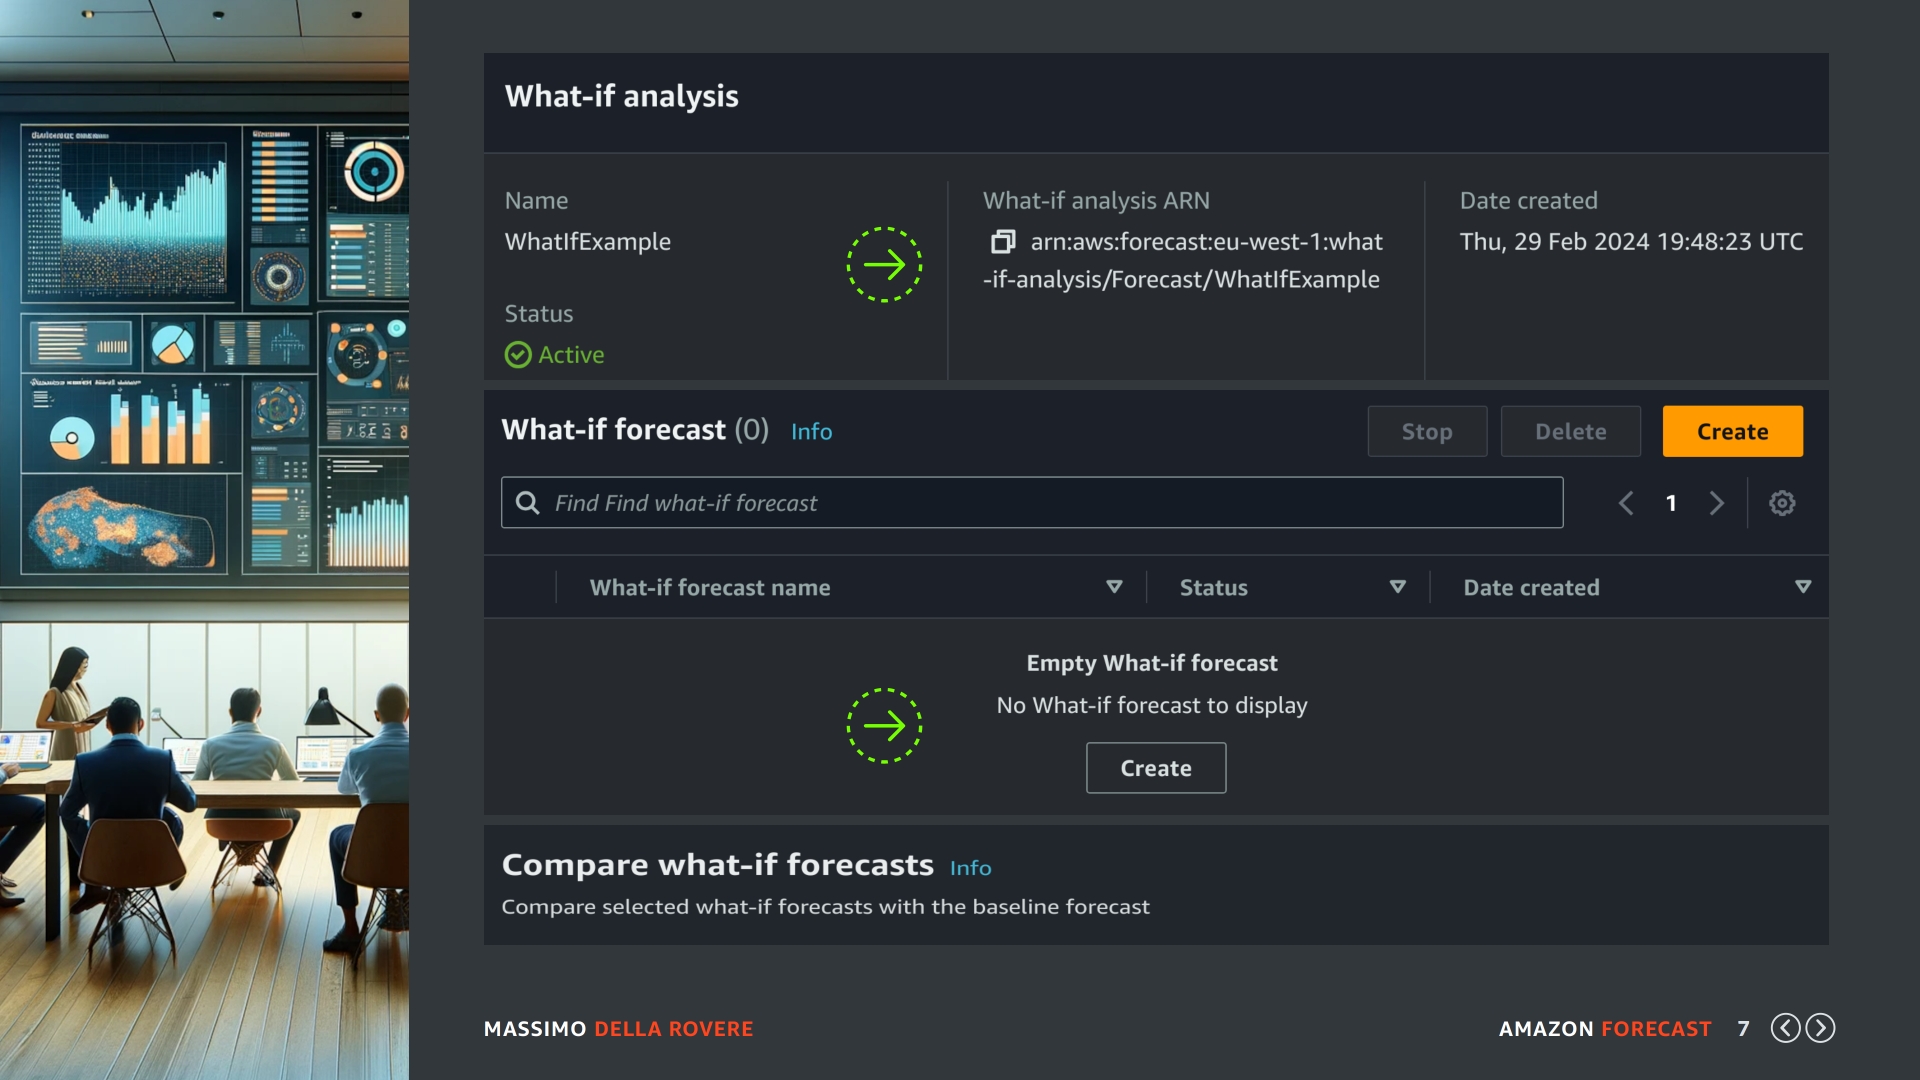 What-if analysis
Name
WhatIfExample
Status
Active
What-if analysis ARN
arn:aws:forecast:eu-west-1:what
-if-analysis/Forecast/WhatIfExample
Date created
Thu, 29 Feb 2024 19:48:23 UTC
What-if forecast (0) Info
Stop Delete Create
Find Find what-if forecast
1
What-if forecast name Status Date created
Empty What-if forecast
No What-if forecast to display
Create
Compare what-if forecasts Info
Compare selected what-if forecasts with the baseline forecast
MASSIMO DELLA ROVERE
AMAZON FORECAST 7